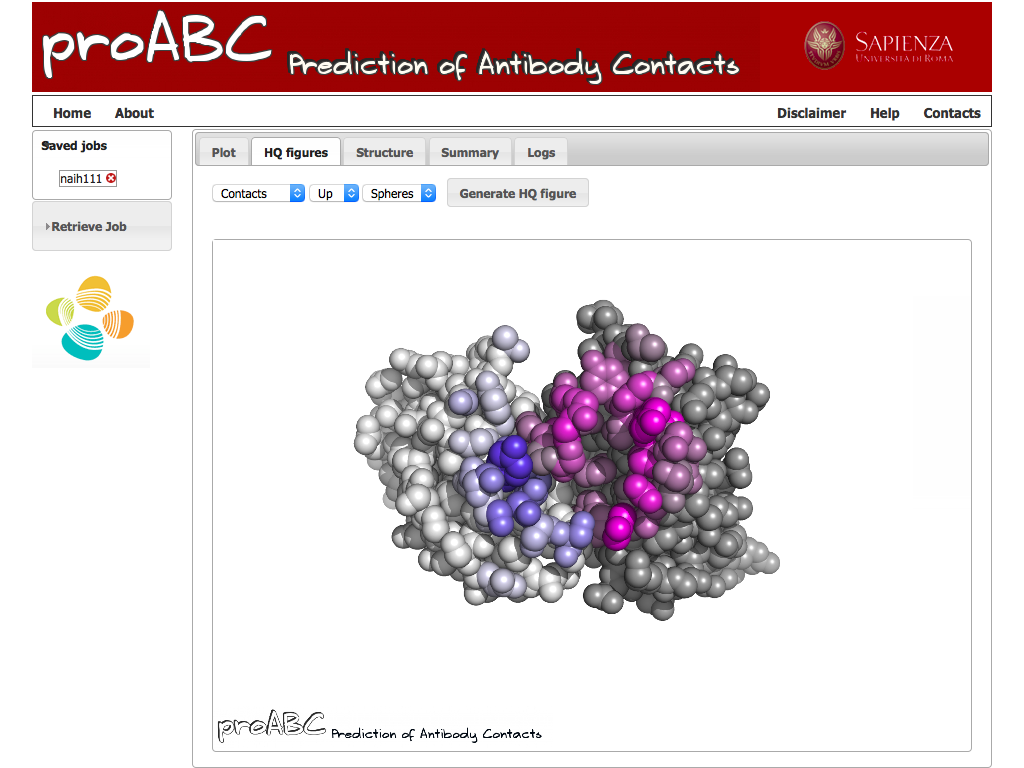 proABC Prediction of Antibody Contacts
SAPIENZA
UNIVERSITÀ DI ROMA
Home About Disclaimer Help Contacts
Saved jobs
naih111
Retrieve Job
Plot HQ figures Structure Summary Logs
Contacts Up Spheres Generate HQ figure
proABC Prediction of Antibody Contacts